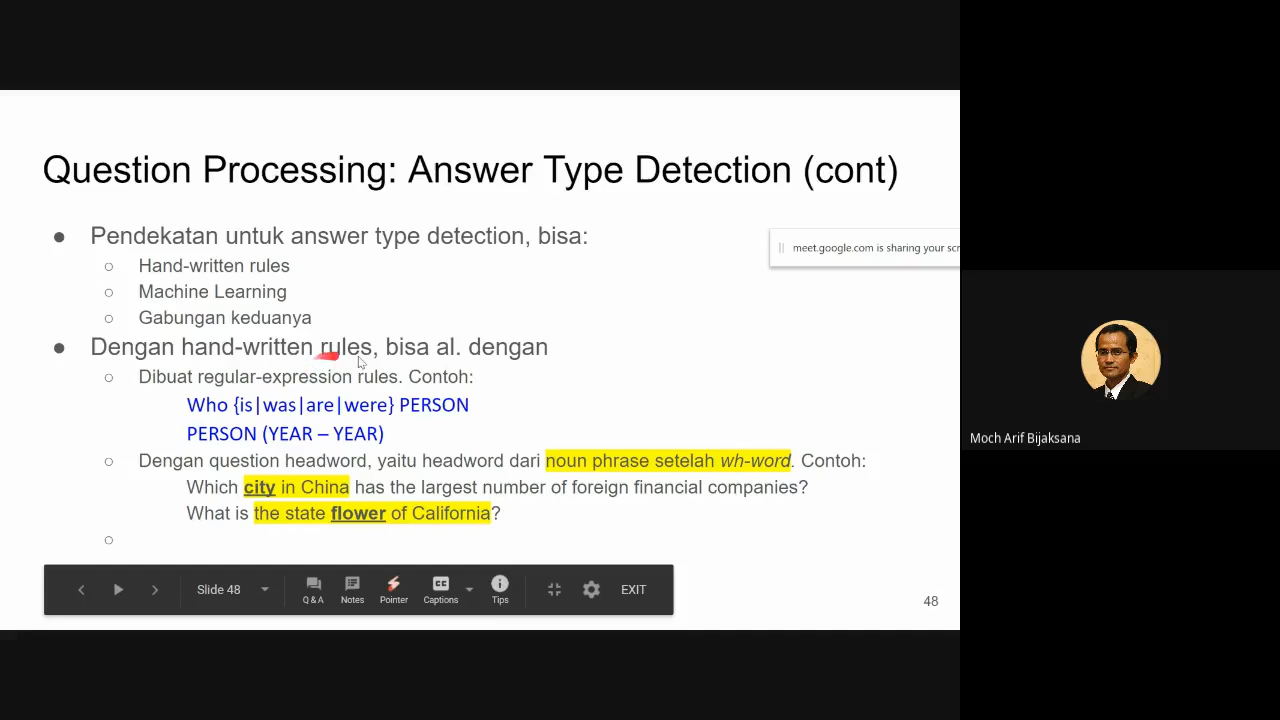 Question Processing: Answer Type Detection (cont)
● Pendekatan untuk answer type detection, bisa:
○ Hand-written rules
○ Machine Learning
○ Gabungan keduanya
● Dengan hand-written rules, bisa al. dengan
○ Dibuat regular-expression rules. Contoh:
Who {is|was|are|were} PERSON
PERSON (YEAR – YEAR)
○ Dengan question headword, yaitu headword dari noun phrase setelah wh-word. Contoh:
Which city in China has the largest number of foreign financial companies?
What is the state flower of California?
○
meet.google.com is sharing your scr
Moch Arif Bijaksana
Slide 48
Q & A
Notes
Pointer
CC
Captions
Tips
EXIT
48